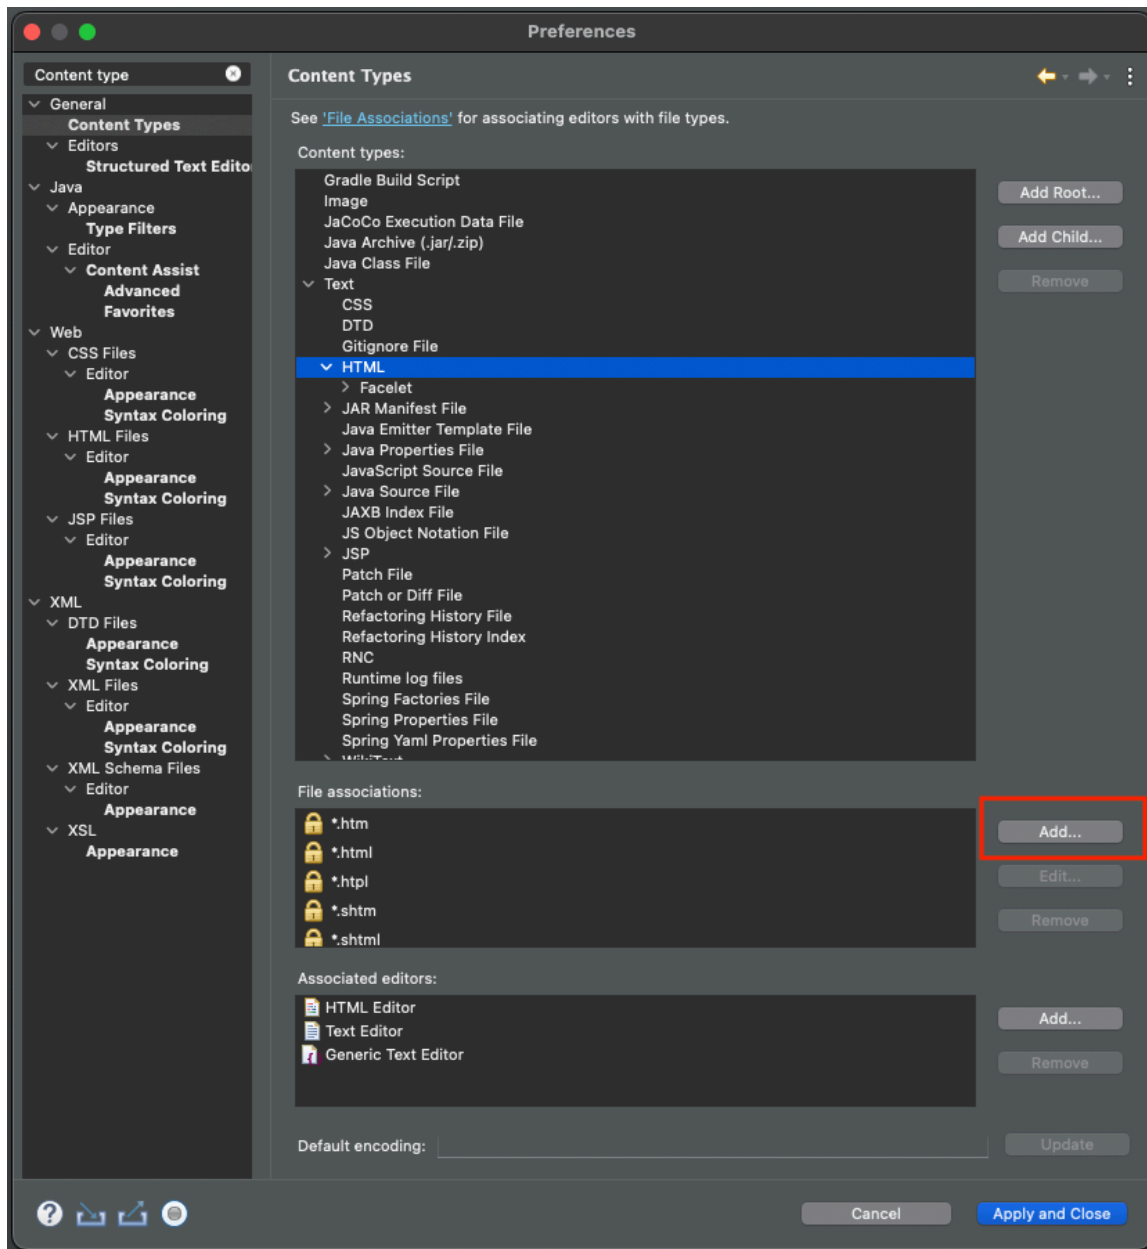 Preferences
Content type
General
Content Types
Editors
Structured Text Edito
Java
Appearance
Type Filters
Editor
Content Assist
Advanced
Favorites
Web
CSS Files
Editor
Appearance
Syntax Coloring
HTML Files
Editor
Appearance
Syntax Coloring
JSP Files
Editor
Appearance
Syntax Coloring
XML
DTD Files
Appearance
Syntax Coloring
XML Files
Editor
Appearance
Syntax Coloring
XML Schema Files
Editor
Appearance
XSL
Appearance
Content Types
See 'File Associations' for associating editors with file types.
Content types:
Gradle Build Script
Image
JaCoCo Execution Data File
Java Archive (.jar/.zip)
Java Class File
Text
CSS
DTD
Gitignore File
HTML
Facelet
JAR Manifest File
Java Emitter Template File
Java Properties File
JavaScript Source File
Java Source File
JAXB Index File
JS Object Notation File
JSP
Patch File
Patch or Diff File
Refactoring History File
Refactoring History Index
RNC
Runtime log files
Spring Factories File
Spring Properties File
Spring Yaml Properties File
Add Root...
Add Child...
Remove
File associations:
*.htm
*.html
*.htpl
*.shtm
*.shtml
Add...
Edit...
Remove
Associated editors:
HTML Editor
Text Editor
Generic Text Editor
Add...
Remove
Default encoding:
Update
Cancel
Apply and Close